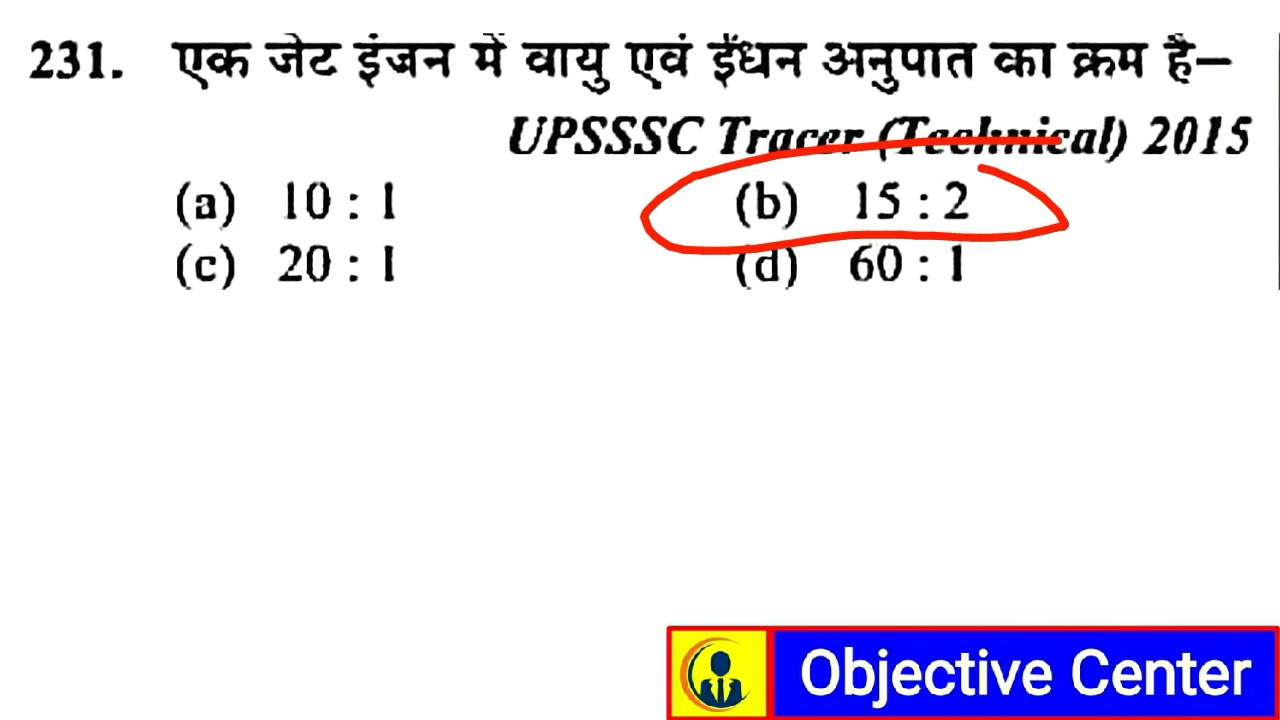 231. एक जेट इंजन में वायु एवं ईंधन अनुपात का क्रम है–
UPSSSC Tracer (Technical) 2015
(a) 10 : 1 (b) 15 : 2
(c) 20 : 1 (d) 60 : 1
Objective Center